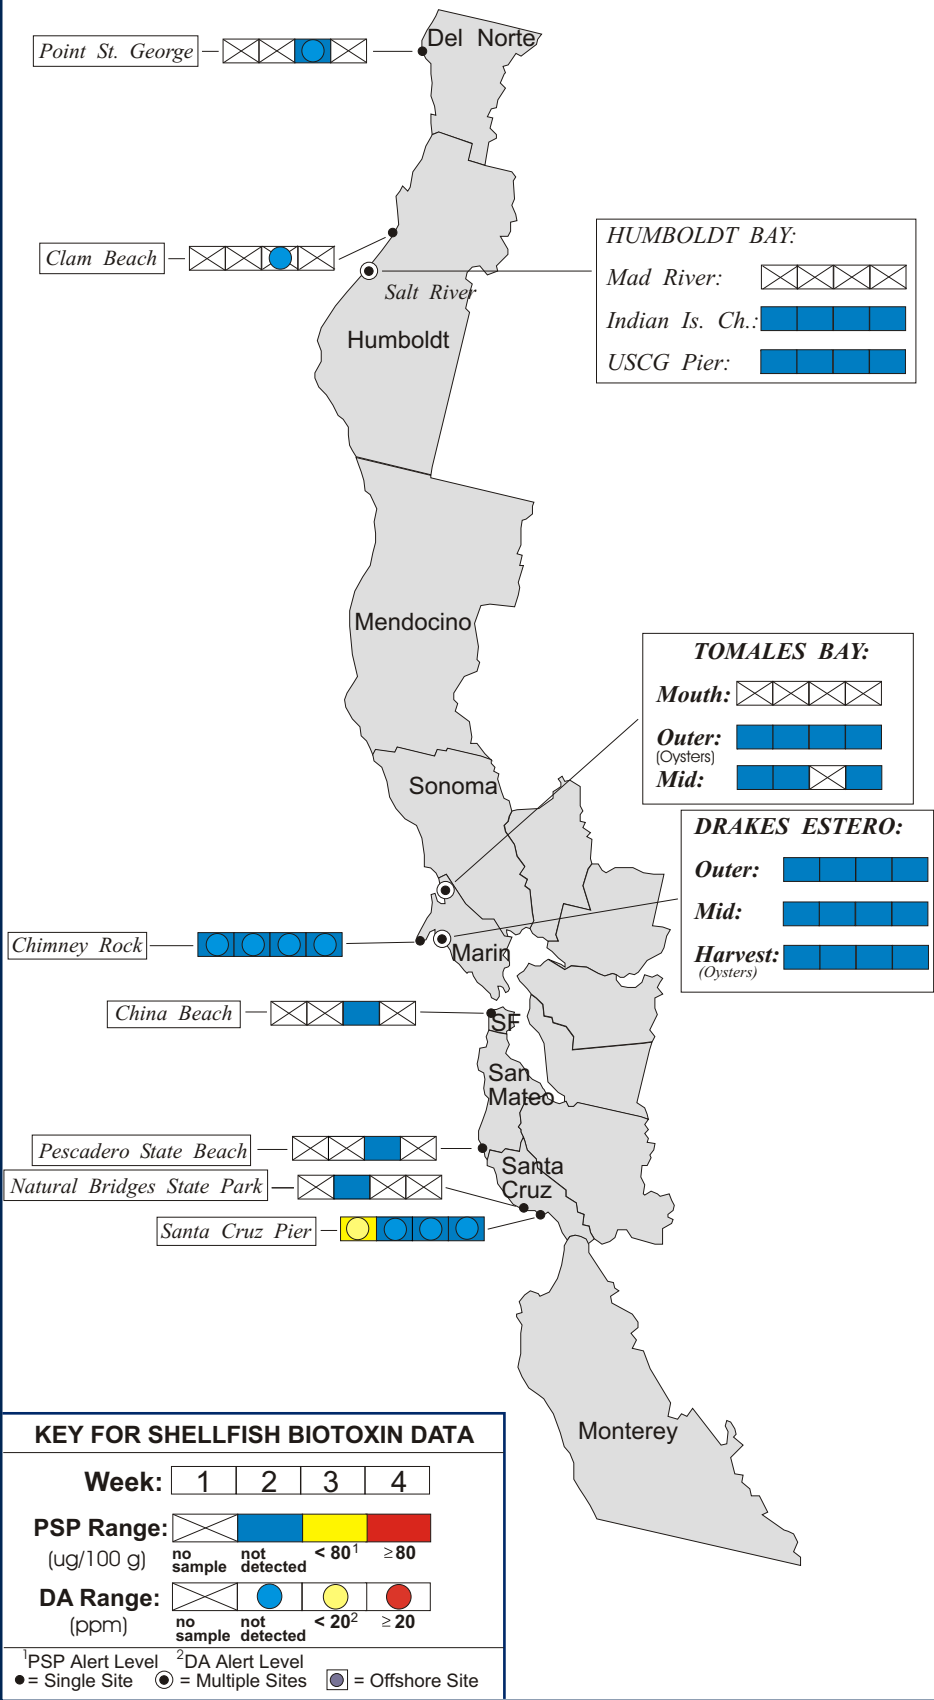 Point St. George
Del Norte
Clam Beach
Salt River
Humboldt
HUMBOLDT BAY:
Mad River:
Indian Is. Ch.:
USCG Pier:
Mendocino
TOMALES BAY:
Mouth:
Outer:
(Oysters)
Mid:
Sonoma
DRAKES ESTERO:
Outer:
Mid:
Harvest:
(Oysters)
Chimney Rock
Marin
China Beach
SF
San
Mateo
Pescadero State Beach
Santa
Cruz
Natural Bridges State Park
Santa Cruz Pier
Monterey
KEY FOR SHELLFISH BIOTOXIN DATA
Week: 1 2 3 4
PSP Range:
(ug/100 g)
no sample not detected < 80¹ ≥80
DA Range:
(ppm)
no sample not detected < 20² ≥ 20
¹PSP Alert Level ²DA Alert Level
= Single Site = Multiple Sites = Offshore Site